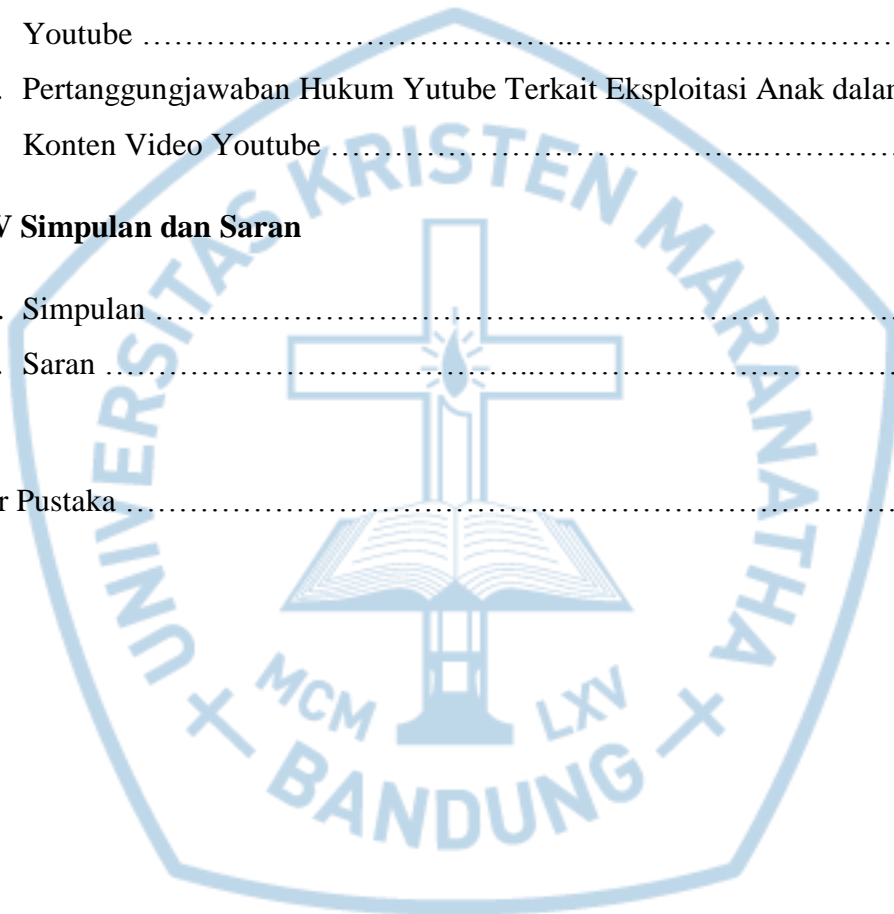 Youtube …………………………………..……………………………
. Pertanggungjawaban Hukum Yutube Terkait Eksploitasi Anak dalam
Konten Video Youtube …………………………………..……………
V Simpulan dan Saran
. Simpulan ………………………………………………………………
. Saran …………………………………..………………………………
r Pustaka …………………………………………………………………
UNIVERSITAS KRISTEN MARANATHA
MCM LXV
BANDUNG